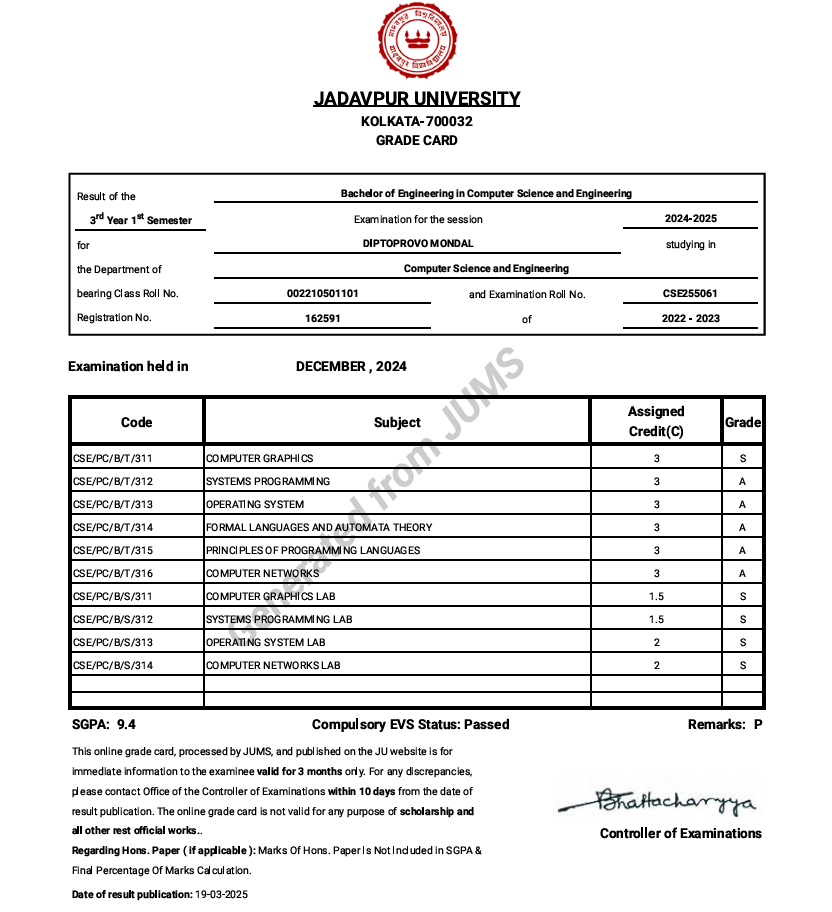 যাদবপুর বিশ্ববিদ্যালয়
যাদবপুর বিশ্ববিদ্যালয়
JADAVPUR UNIVERSITY
KOLKATA-700032
GRADE CARD
Result of the Bachelor of Engineering in Computer Science and Engineering
3rd Year 1st Semester Examination for the session 2024-2025
for DIPTOPROVO MONDAL studying in
the Department of Computer Science and Engineering
bearing Class Roll No. 002210501101 and Examination Roll No. CSE255061
Registration No. 162591 of 2022 - 2023
Examination held in DECEMBER , 2024
Code Subject Assigned Credit(C) Grade
CSE/PC/B/T/311 COMPUTER GRAPHICS 3 S
CSE/PC/B/T/312 SYSTEMS PROGRAMMING 3 A
CSE/PC/B/T/313 OPERATING SYSTEM 3 A
CSE/PC/B/T/314 FORMAL LANGUAGES AND AUTOMATA THEORY 3 A
CSE/PC/B/T/315 PRINCIPLES OF PROGRAMMING LANGUAGES 3 A
CSE/PC/B/T/316 COMPUTER NETWORKS 3 A
CSE/PC/B/S/311 COMPUTER GRAPHICS LAB 1.5 S
CSE/PC/B/S/312 SYSTEMS PROGRAMMING LAB 1.5 S
CSE/PC/B/S/313 OPERATING SYSTEM LAB 2 S
CSE/PC/B/S/314 COMPUTER NETWORKS LAB 2 S
Generated from JUMS
SGPA: 9.4 Compulsory EVS Status: Passed Remarks: P
This online grade card, processed by JUMS, and published on the JU website is for
immediate information to the examinee valid for 3 months only. For any discrepancies,
please contact Office of the Controller of Examinations within 10 days from the date of
result publication. The online grade card is not valid for any purpose of scholarship and
all other rest official works..
Regarding Hons. Paper ( if applicable ): Marks Of Hons. Paper Is Not Included in SGPA &
Final Percentage Of Marks Calculation.
Date of result publication: 19-03-2025
Bhattacharyya
Controller of Examinations